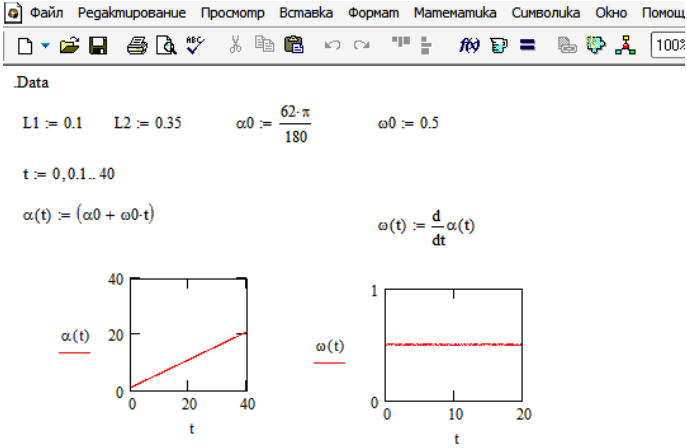 Файл Редактирование Просмотр Вставка Формат Математика Символика Окно Помощ
ABC f(x) = 100%
Data
L1 := 0.1 L2 := 0.35 α0 := 62·π/180 ω0 := 0.5
t := 0,0.1.. 40
α(t) := (α0 + ω0·t)
ω(t) := d/dt α(t)
40
α(t) 20
0
0 20 40
t
1
ω(t)
0
0 10 20
t